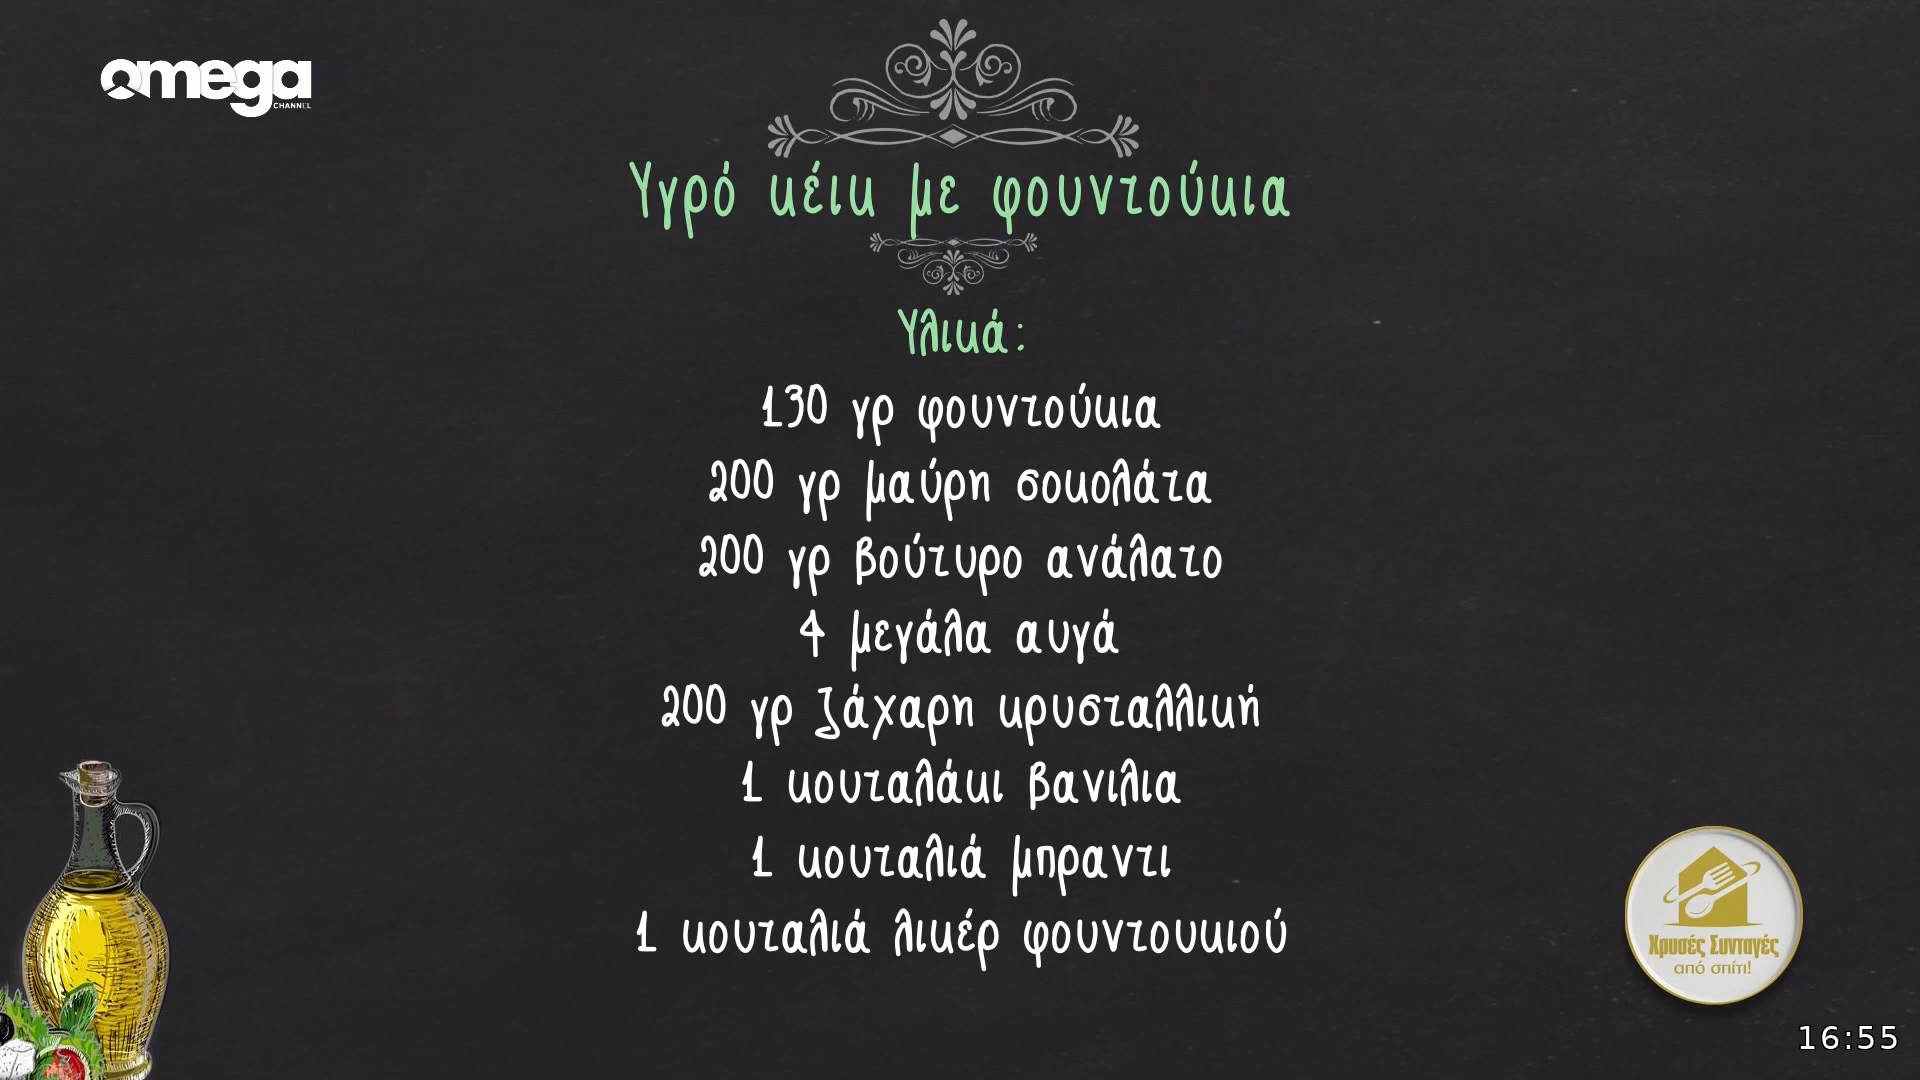 omega
CHANNEL
Υγρό κέικ με φουντούκια
Υλικά:
130 γρ φουντούκια
200 γρ μαύρη σοκολάτα
200 γρ βούτυρο ανάλατο
4 μεγάλα αυγά
200 γρ ζάχαρη κρυσταλλική
1 κουταλάκι βανιλια
1 κουταλιά μπραντι
1 κουταλιά λικέρ φουντουκιού
Χρυσές Συνταγές
από σπίτι!
16:55